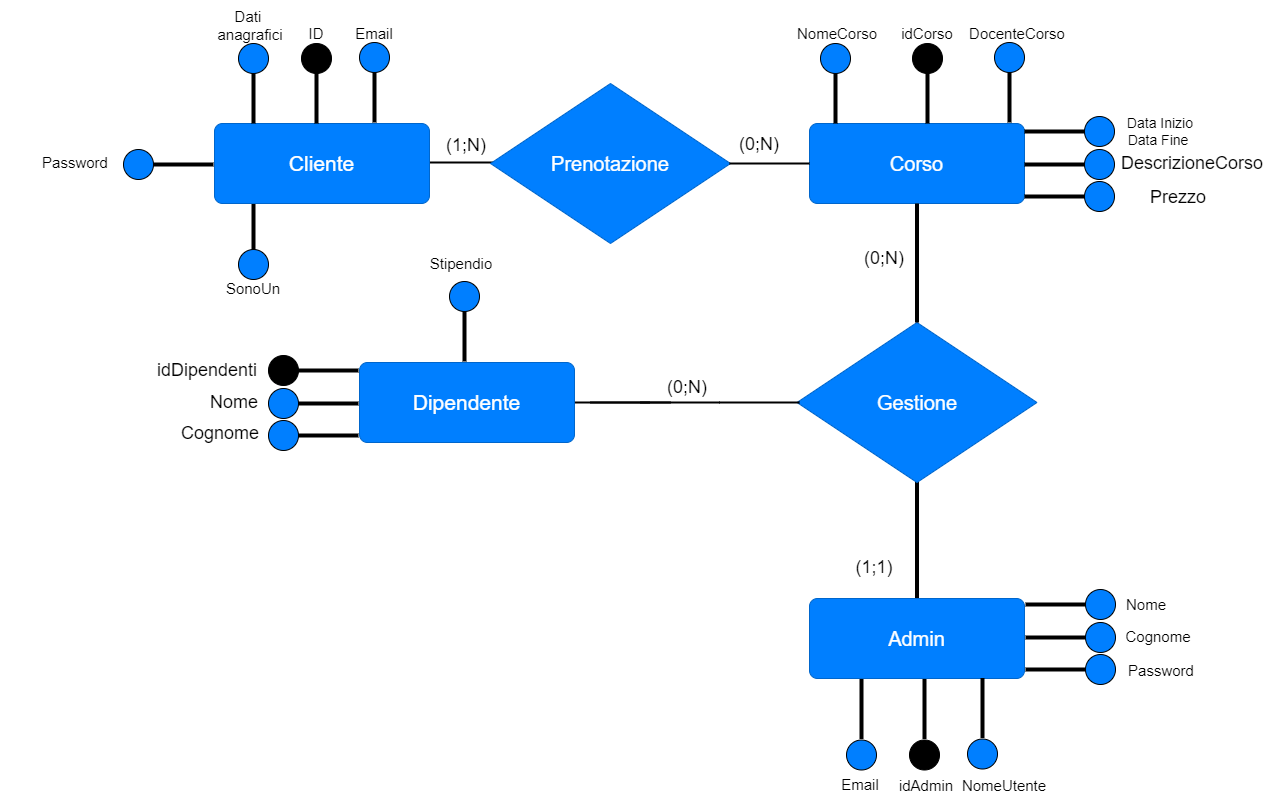 Dati
anagrafici
ID
Email
NomeCorso
idCorso
DocenteCorso
Password
Cliente
(1;N)
Prenotazione
(0;N)
Corso
Data Inizio
Data Fine
DescrizioneCorso
Prezzo
SonoUn
(0;N)
Stipendio
idDipendenti
Nome
Cognome
Dipendente
(0;N)
Gestione
(1;1)
Admin
Nome
Cognome
Password
Email
idAdmin
NomeUtente